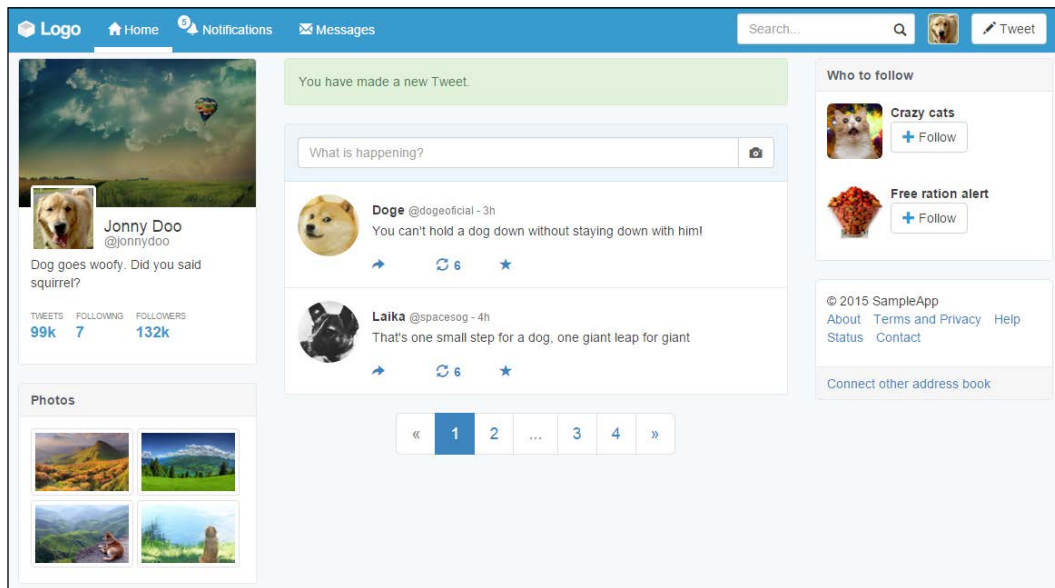 Logo
Home
5
Notifications
Messages
Search...
Tweet
Jonny Doo
@jonnydoo
Dog goes woofy. Did you said
squirrel?
TWEETS FOLLOWING FOLLOWERS
99k 7 132k
Photos
You have made a new Tweet.
What is happening?
Doge @dogeoficial - 3h
You can't hold a dog down without staying down with him!
6
Laika @spacesog - 4h
That's one small step for a dog, one giant leap for giant
6
« 1 2 ... 3 4 »
Who to follow
Crazy cats
+ Follow
Free ration alert
+ Follow
© 2015 SampleApp
About Terms and Privacy Help
Status Contact
Connect other address book